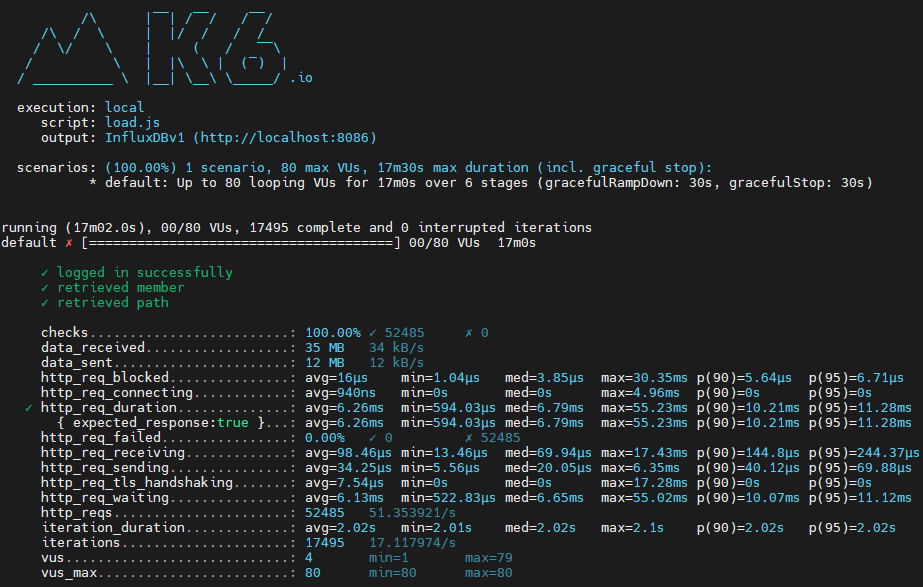 K6
.io
execution: local
script: load.js
output: InfluxDBv1 (http://localhost:8086)
scenarios: (100.00%) 1 scenario, 80 max VUs, 17m30s max duration (incl. graceful stop):
* default: Up to 80 looping VUs for 17m0s over 6 stages (gracefulRampDown: 30s, gracefulStop: 30s)
running (17m02.0s), 00/80 VUs, 17495 complete and 0 interrupted iterations
default ✗ [======================================] 00/80 VUs  17m0s
✓ logged in successfully
✓ retrieved member
✓ retrieved path
checks.........................: 100.00% ✓ 52485     ✗ 0
data_received..................: 35 MB   34 kB/s
data_sent......................: 12 MB   12 kB/s
http_req_blocked...............: avg=16µs    min=1.04µs   med=3.85µs  max=30.35ms p(90)=5.64µs  p(95)=6.71µs
http_req_connecting............: avg=940ns   min=0s       med=0s      max=4.96ms  p(90)=0s      p(95)=0s
✓ http_req_duration..............: avg=6.26ms  min=594.03µs med=6.79ms  max=55.23ms p(90)=10.21ms p(95)=11.28ms
{ expected_response:true }...: avg=6.26ms  min=594.03µs med=6.79ms  max=55.23ms p(90)=10.21ms p(95)=11.28ms
http_req_failed................: 0.00%   ✓ 0         ✗ 52485
http_req_receiving.............: avg=98.46µs min=13.46µs  med=69.94µs max=17.43ms p(90)=144.8µs p(95)=244.37µs
http_req_sending...............: avg=34.25µs min=5.56µs   med=20.05µs max=6.35ms  p(90)=40.12µs p(95)=69.88µs
http_req_tls_handshaking.......: avg=7.54µs  min=0s       med=0s      max=17.28ms p(90)=0s      p(95)=0s
http_req_waiting...............: avg=6.13ms  min=522.83µs med=6.65ms  max=55.02ms p(90)=10.07ms p(95)=11.12ms
http_reqs......................: 52485   51.353921/s
iteration_duration.............: avg=2.02s   min=2.01s    med=2.02s   max=2.1s    p(90)=2.02s   p(95)=2.02s
iterations.....................: 17495   17.117974/s
vus............................: 4       min=1       max=79
vus_max........................: 80      min=80      max=80